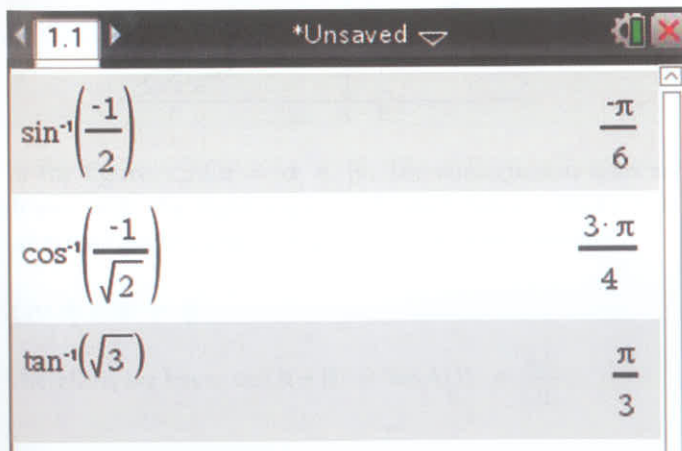 1.1 *Unsaved
sin⁻¹(-1/2) -π/6
cos⁻¹(-1/√2) 3·π/4
tan⁻¹(√3) π/3